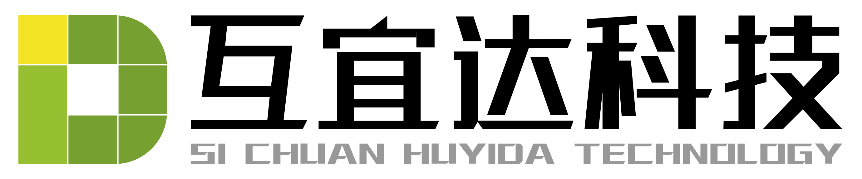 互宜达科技
SI CHUAN HUYIDA TECHNOLOGY